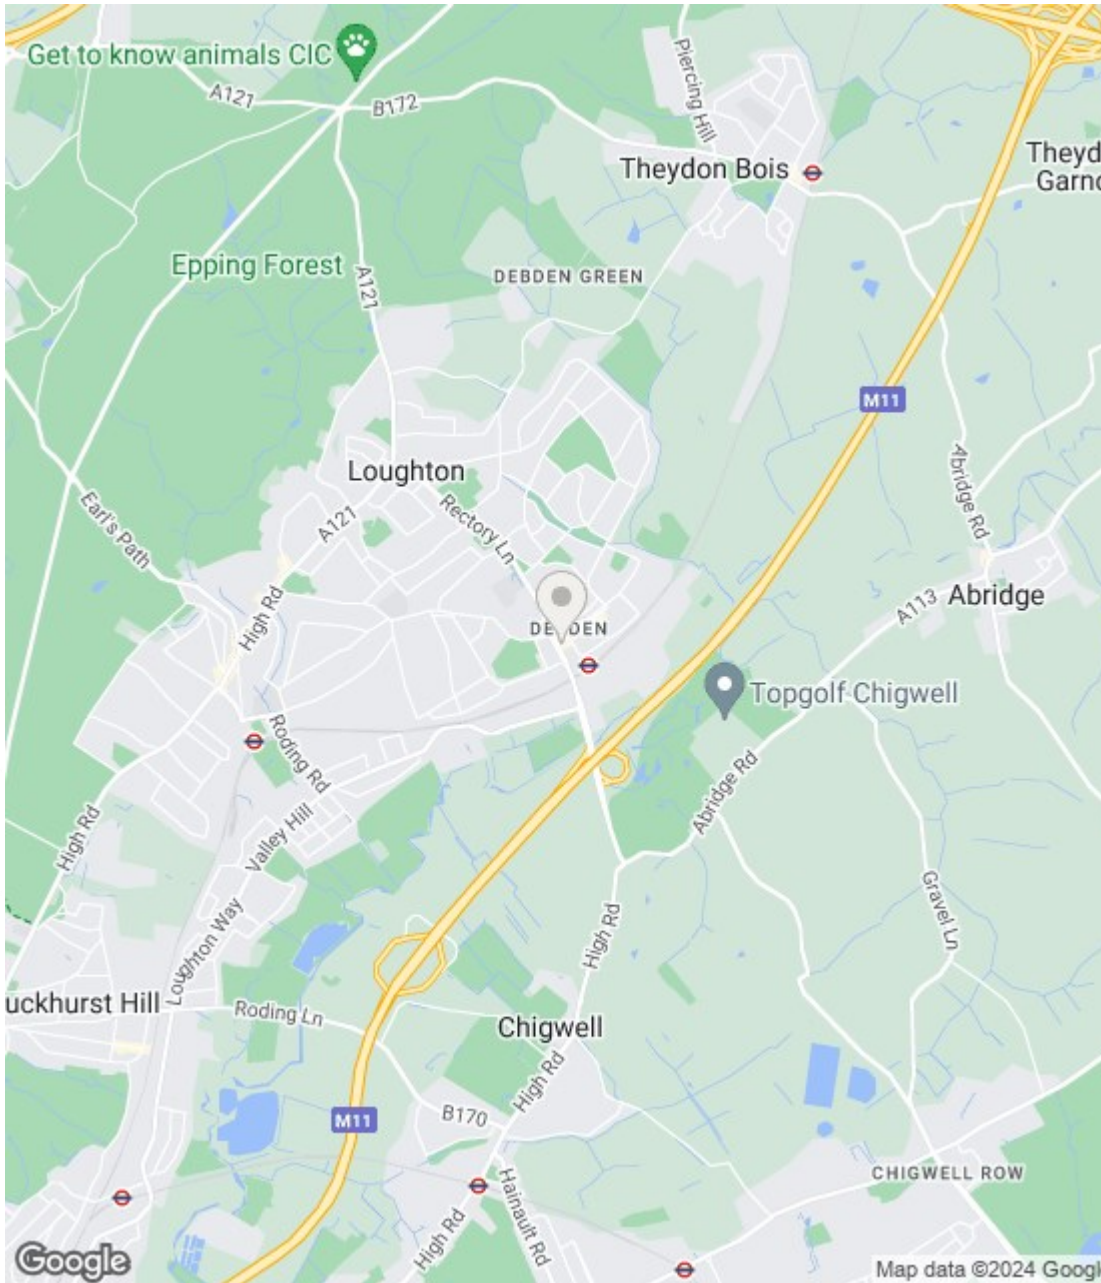 Get to know animals CIC
A121
B172
Piercing Hill
Theydon Bois
Theyd
Garno
Epping Forest
A121
DEBDEN GREEN
M11
Loughton
A121
Rectory Ln
Abridge Rd
Earl's Path
High Rd
DEBDEN
A113
Abridge
Topgolf Chigwell
Roding Rd
Abridge Rd
High Rd
Valley Hill
Gravel Ln
Loughton Way
High Rd
uckhurst Hill
Roding Ln
Chigwell
High Rd
M11
B170
CHIGWELL ROW
Hainault Rd
High Rd
Google
Map data ©2024 Googl